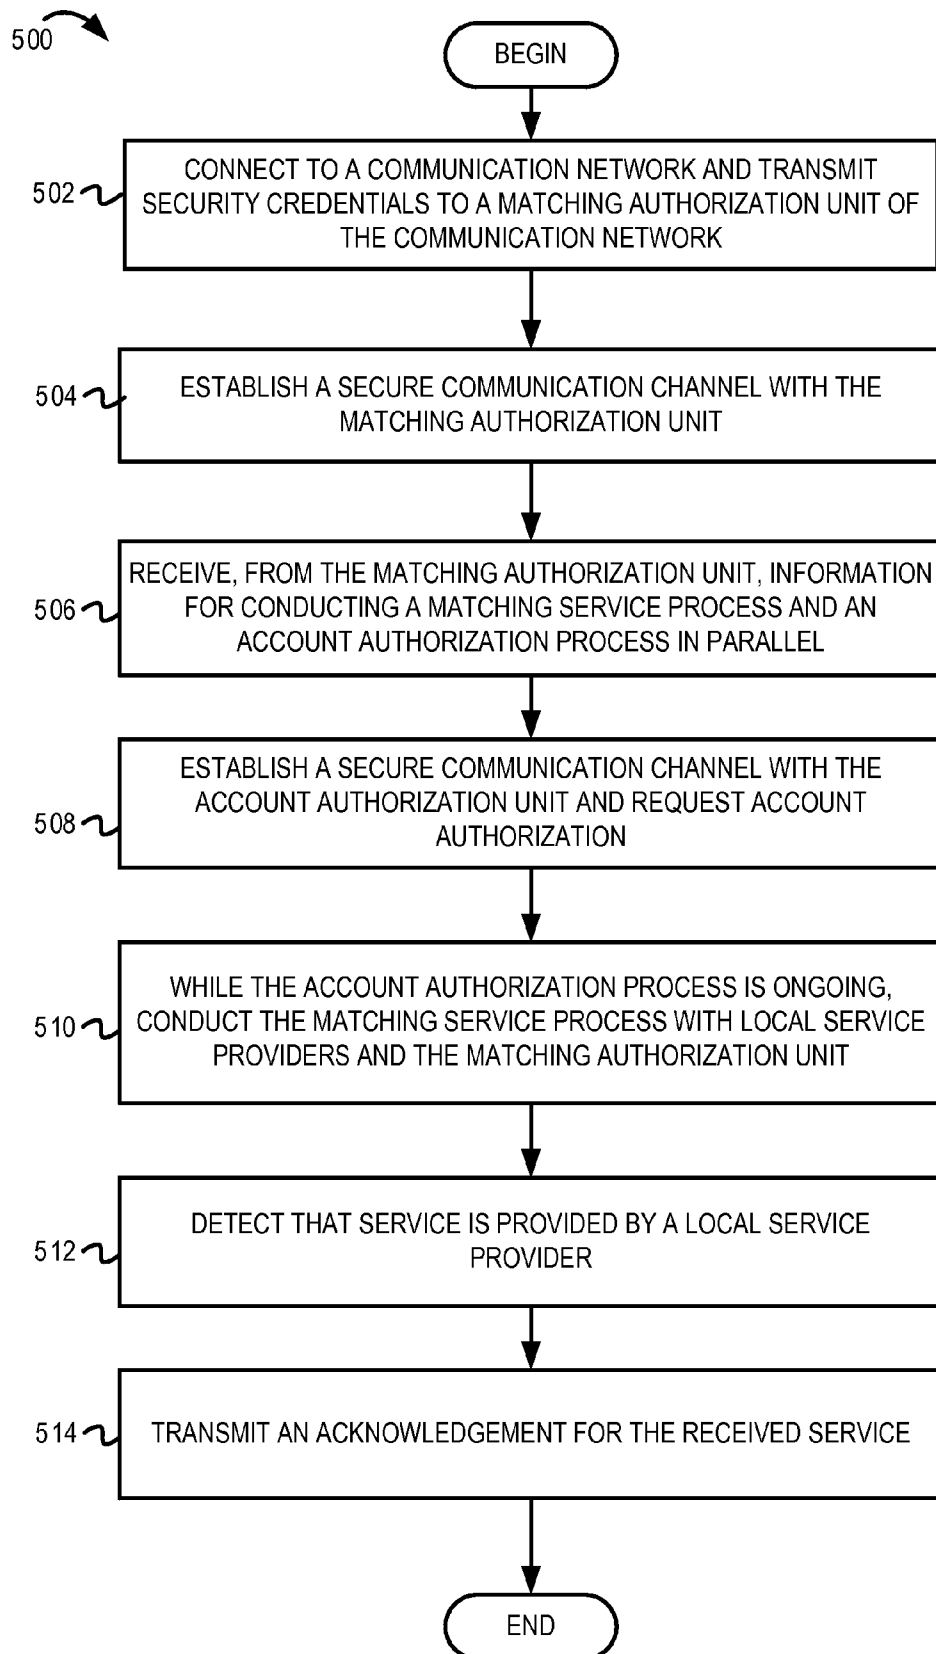 500
BEGIN
502
CONNECT TO A COMMUNICATION NETWORK AND TRANSMIT
SECURITY CREDENTIALS TO A MATCHING AUTHORIZATION UNIT OF
THE COMMUNICATION NETWORK
504
ESTABLISH A SECURE COMMUNICATION CHANNEL WITH THE
MATCHING AUTHORIZATION UNIT
506
RECEIVE, FROM THE MATCHING AUTHORIZATION UNIT, INFORMATION
FOR CONDUCTING A MATCHING SERVICE PROCESS AND AN
ACCOUNT AUTHORIZATION PROCESS IN PARALLEL
508
ESTABLISH A SECURE COMMUNICATION CHANNEL WITH THE
ACCOUNT AUTHORIZATION UNIT AND REQUEST ACCOUNT
AUTHORIZATION
510
WHILE THE ACCOUNT AUTHORIZATION PROCESS IS ONGOING,
CONDUCT THE MATCHING SERVICE PROCESS WITH LOCAL SERVICE
PROVIDERS AND THE MATCHING AUTHORIZATION UNIT
512
DETECT THAT SERVICE IS PROVIDED BY A LOCAL SERVICE
PROVIDER
514
TRANSMIT AN ACKNOWLEDGEMENT FOR THE RECEIVED SERVICE
END